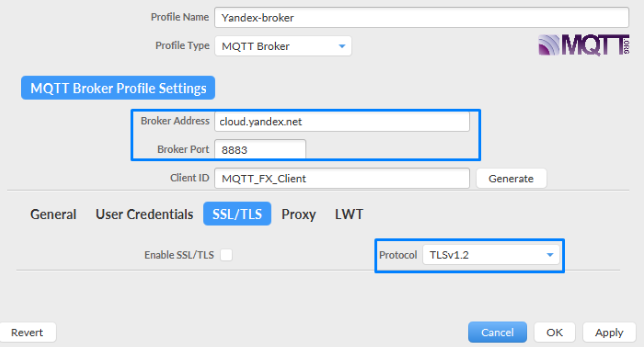 Profile Name Yandex-broker
Profile Type MQTT Broker
MQTT.ORG
MQTT Broker Profile Settings
Broker Address cloud.yandex.net
Broker Port 8883
Client ID MQTT_FX_Client Generate
General User Credentials SSL/TLS Proxy LWT
Enable SSL/TLS Protocol TLSv1.2
Revert Cancel OK Apply